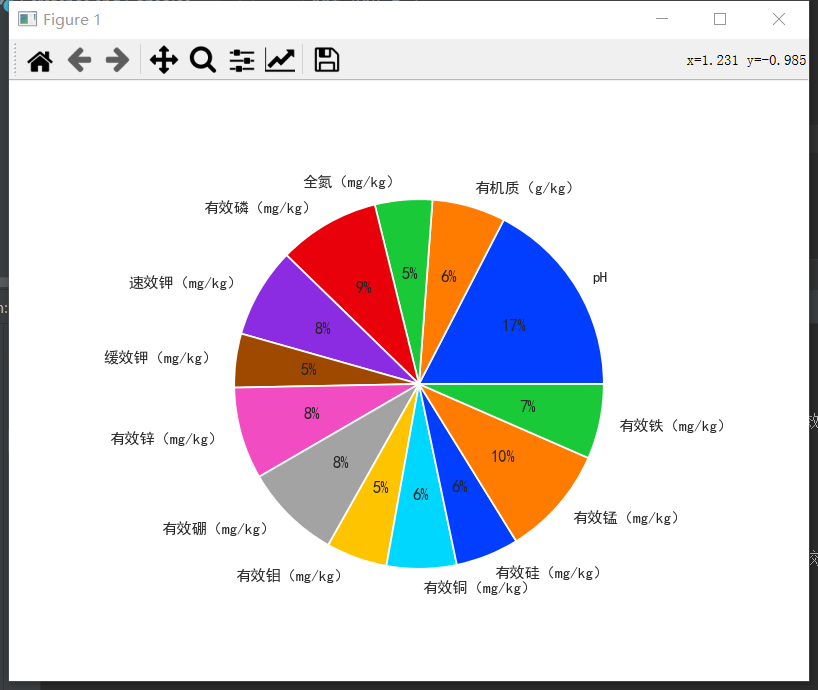 Figure 1
x=1.231 y=-0.985
全氮（mg/kg）
有机质（g/kg）
有效磷（mg/kg）
pH
速效钾（mg/kg）
缓效钾（mg/kg）
有效锌（mg/kg）
有效硼（mg/kg）
有效钼（mg/kg）
有效铜（mg/kg）
有效硅（mg/kg）
有效锰（mg/kg）
有效铁（mg/kg）
17%
6%
5%
9%
8%
5%
8%
8%
5%
6%
6%
10%
7%